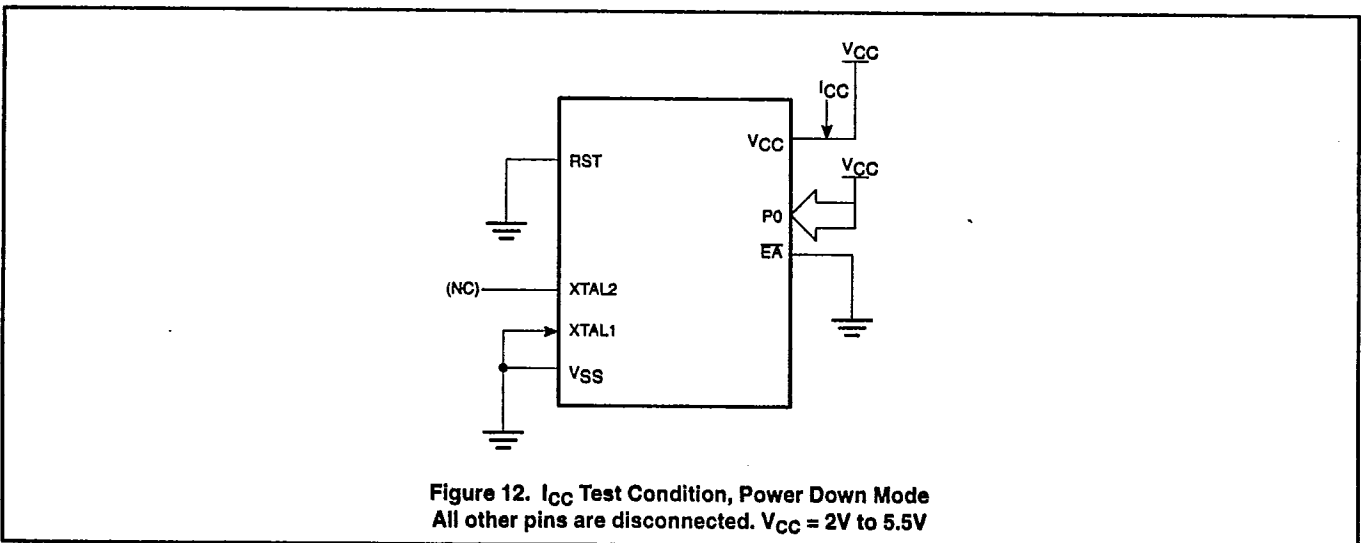 VCC
ICC
VCC
RST
VCC
P0
EA
(NC)
XTAL2
XTAL1
VSS
Figure 12. ICC Test Condition, Power Down Mode
All other pins are disconnected. VCC = 2V to 5.5V